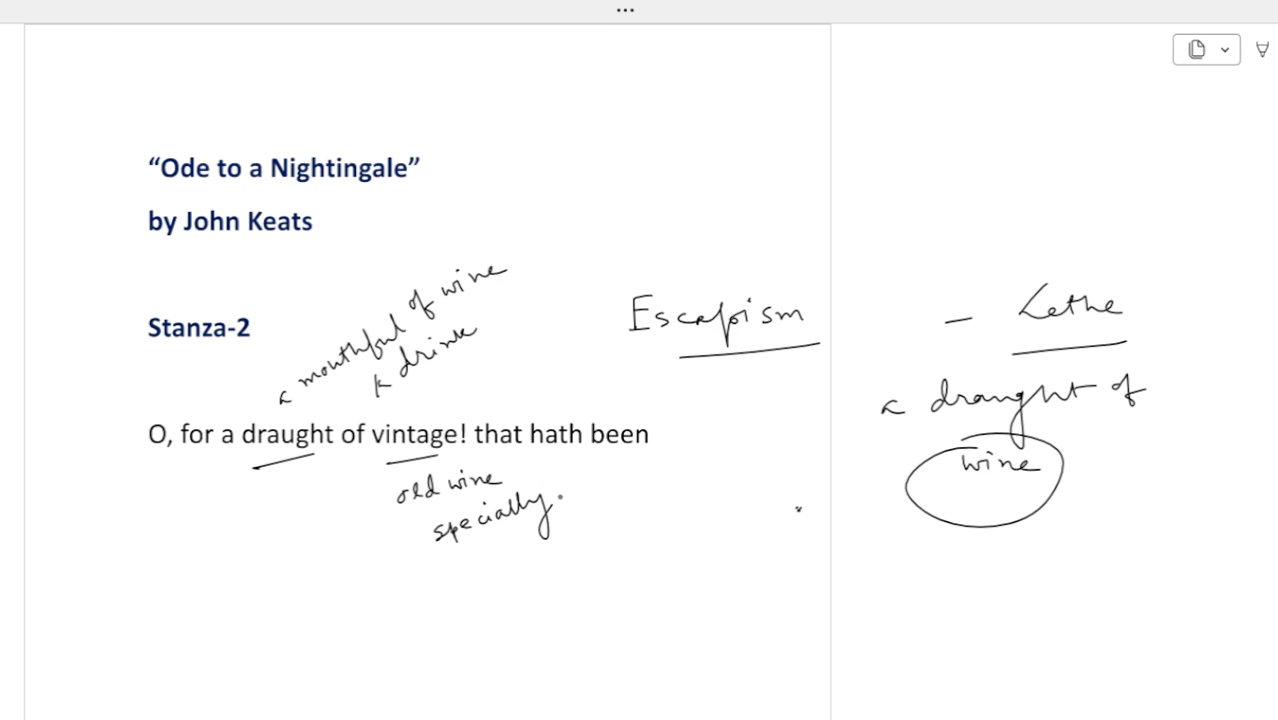 ...
“Ode to a Nightingale”
by John Keats
a mouthful of wine
to drink
Stanza-2
Escapism
– Lethe
a draught of
wine
O, for a draught of vintage! that hath been
old wine
specially.